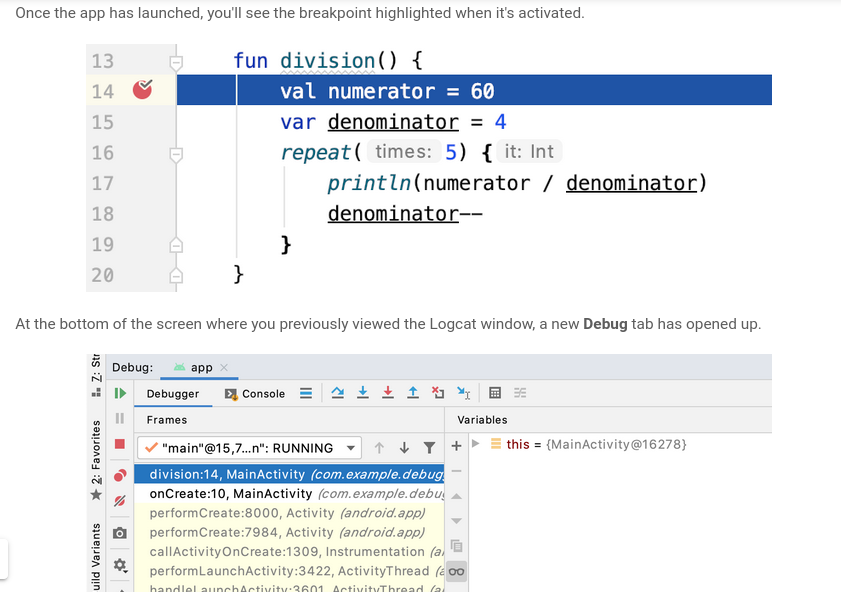 Once the app has launched, you'll see the breakpoint highlighted when it's activated.
13 fun division() {
14 val numerator = 60
15 var denominator = 4
16 repeat( times: 5) { it: Int
17 println(numerator / denominator)
18 denominator--
19 }
20 }
At the bottom of the screen where you previously viewed the Logcat window, a new Debug tab has opened up.
Z: Str
Debug: app
Debugger Console
Frames Variables
"main"@15,7...n": RUNNING
this = {MainActivity@16278}
2: Favorites
division:14, MainActivity (com.example.debug
onCreate:10, MainActivity (com.example.debu
performCreate:8000, Activity (android.app)
performCreate:7984, Activity (android.app)
callActivityOnCreate:1309, Instrumentation (a
uild Variants
performLaunchActivity:3422, ActivityThread (a
handleLaunchActivity:3601, ActivityThread (a